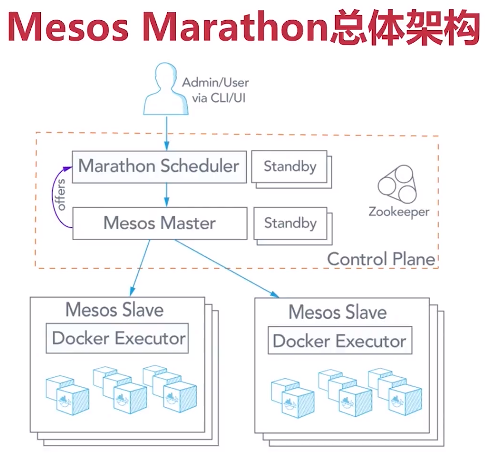 Mesos Marathon总体架构
Admin/User
via CLI/UI
Marathon Scheduler
Standby
offers
Zookeeper
Mesos Master
Standby
Control Plane
Mesos Slave
Docker Executor
Mesos Slave
Docker Executor